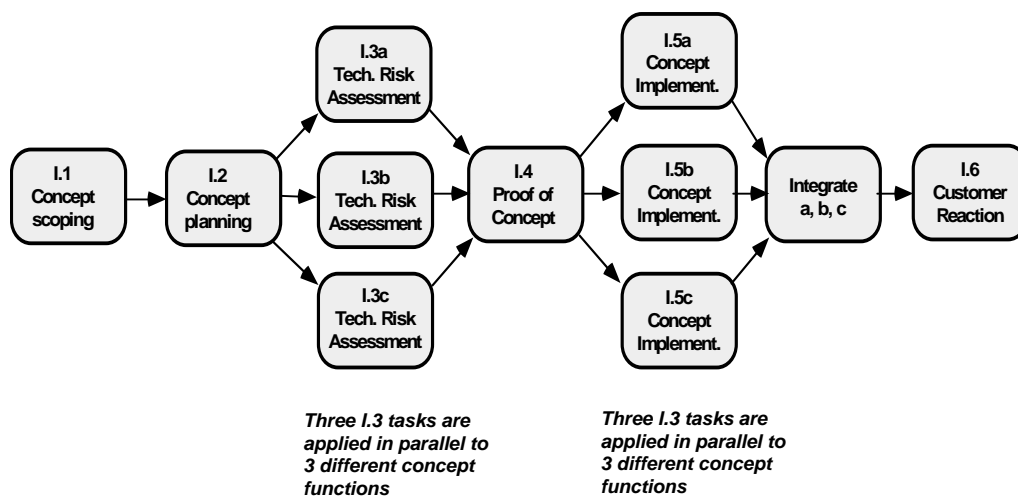 I.1
Concept
scoping
I.2
Concept
planning
I.3a
Tech. Risk
Assessment
I.3b
Tech. Risk
Assessment
I.3c
Tech. Risk
Assessment
I.4
Proof of
Concept
I.5a
Concept
Implement.
I.5b
Concept
Implement.
I.5c
Concept
Implement.
Integrate
a, b, c
I.6
Customer
Reaction
Three I.3 tasks are
applied in parallel to
3 different concept
functions
Three I.3 tasks are
applied in parallel to
3 different concept
functions